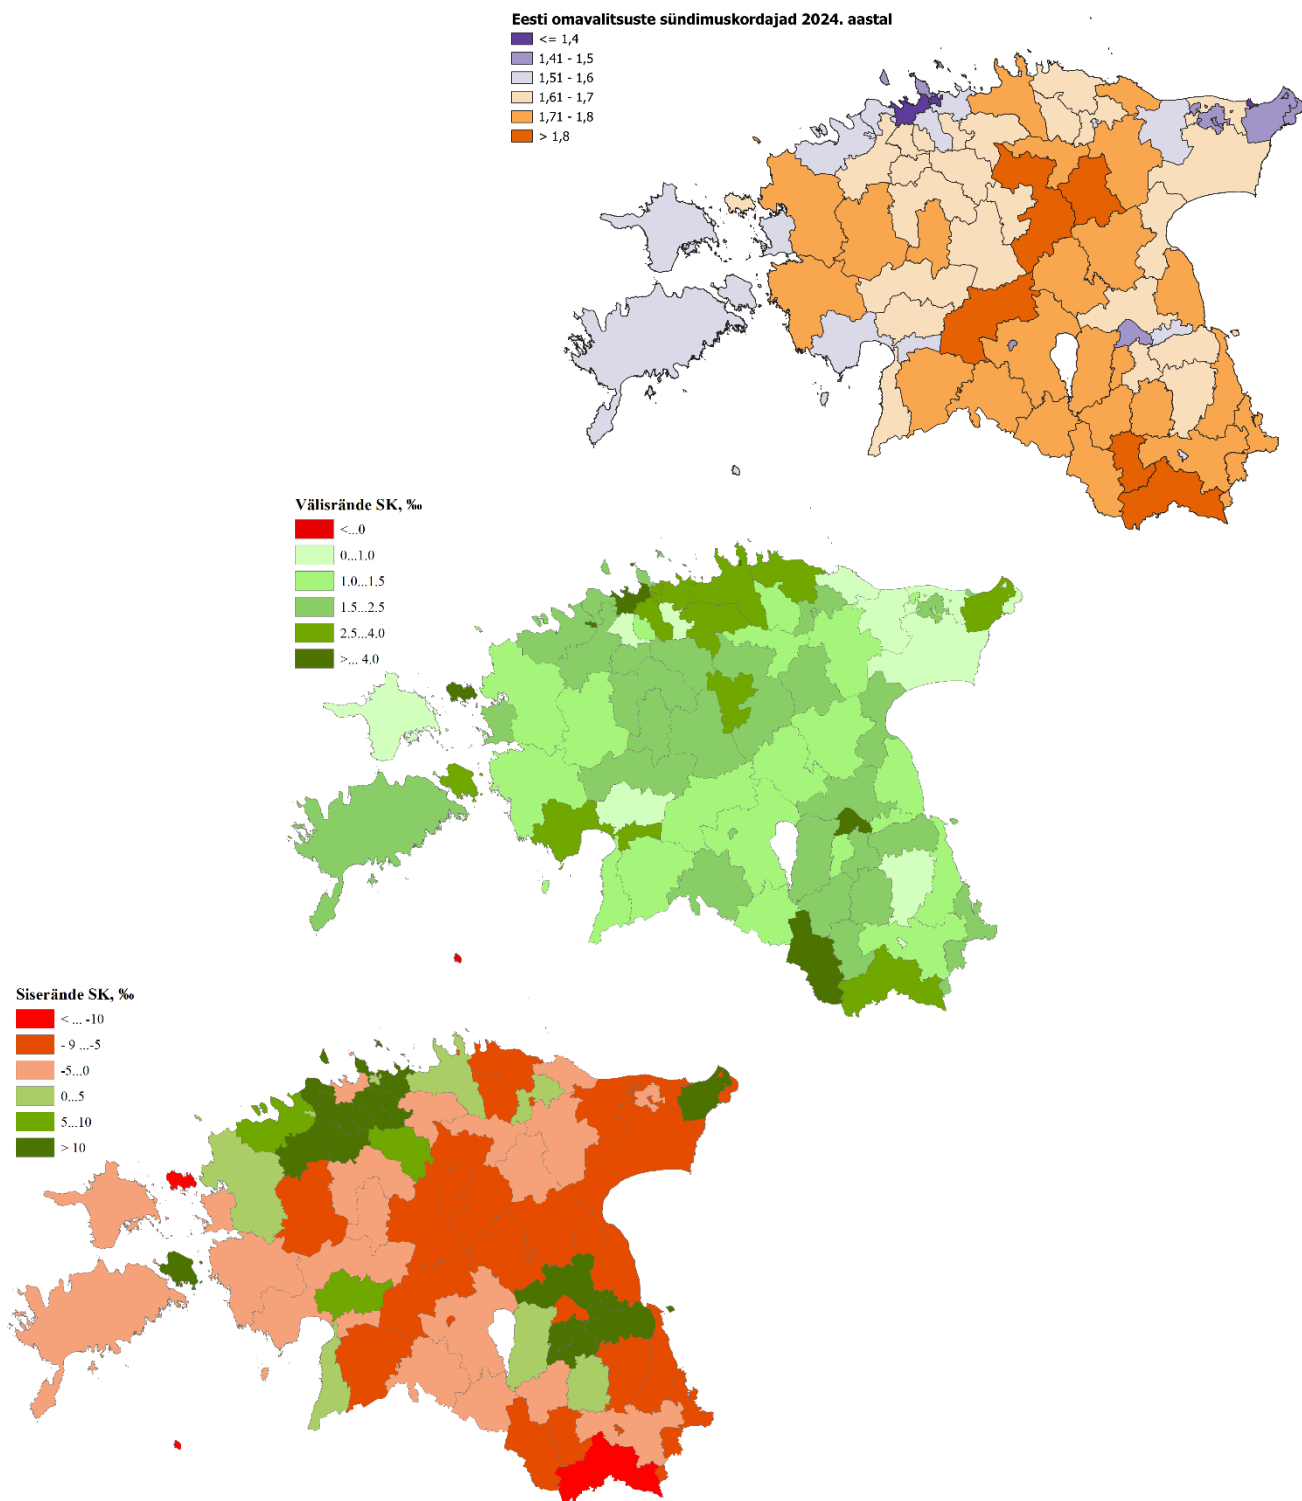 Eesti omavalitsuste sündimuskordajad 2024. aastal
<= 1,4
1,41 - 1,5
1,51 - 1,6
1,61 - 1,7
1,71 - 1,8
> 1,8
Välisrände SK, ‰
<...0
0...1.0
1.0...1.5
1.5...2.5
2.5...4.0
>... 4.0
Siserände SK, ‰
< ... -10
- 9 ...-5
-5...0
0...5
5...10
> 10